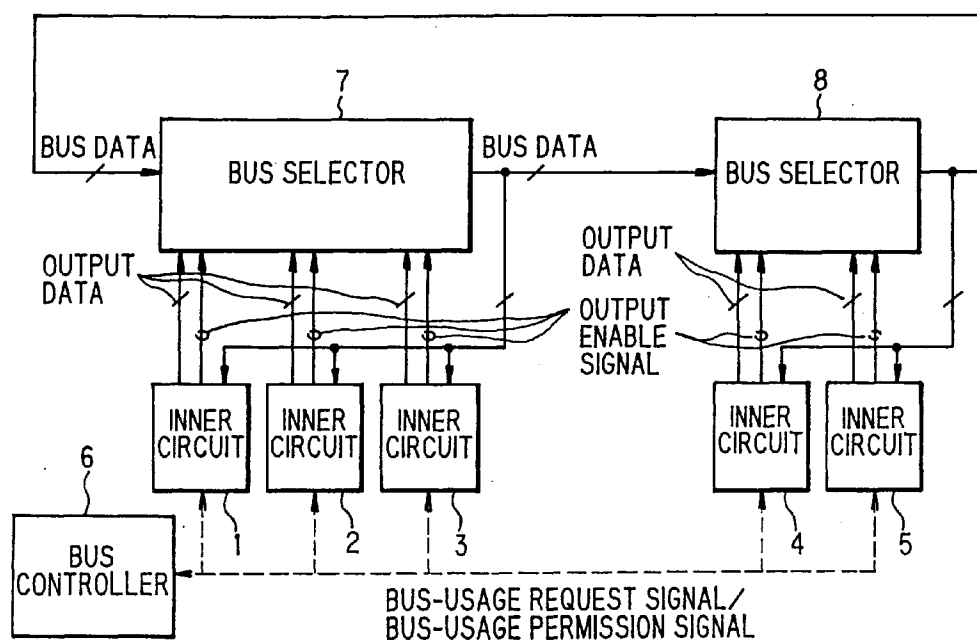 7
8
BUS DATA
BUS SELECTOR
BUS DATA
BUS SELECTOR
OUTPUT
DATA
OUTPUT
DATA
OUTPUT
ENABLE
SIGNAL
INNER
CIRCUIT
INNER
CIRCUIT
INNER
CIRCUIT
INNER
CIRCUIT
INNER
CIRCUIT
6
1
2
3
4
5
BUS
CONTROLLER
BUS-USAGE REQUEST SIGNAL/
BUS-USAGE PERMISSION SIGNAL